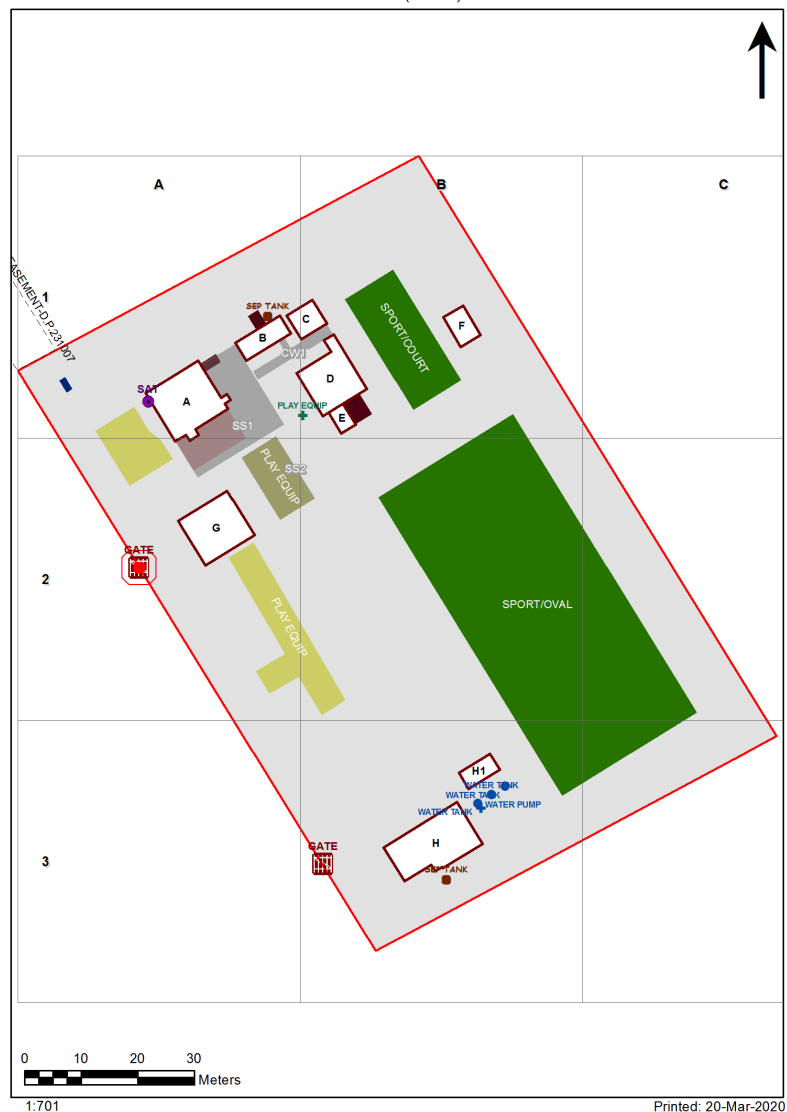 A
B
C
1
ASEMENT-D.P.231007
SEP TANK
C
B
CW1
SPORT/COURT
F
SAT
A
D
PLAY EQUIP
E
SS1
SS2
PLAY EQUIP
G
GATE
2
SPORT/OVAL
PLAY EQUIP
H1
WATER TANK
WATER TANK
WATER PUMP
WATER TANK
H
GATE
3
SEP TANK
0 10 20 30
Meters
1:701
Printed: 20-Mar-2020